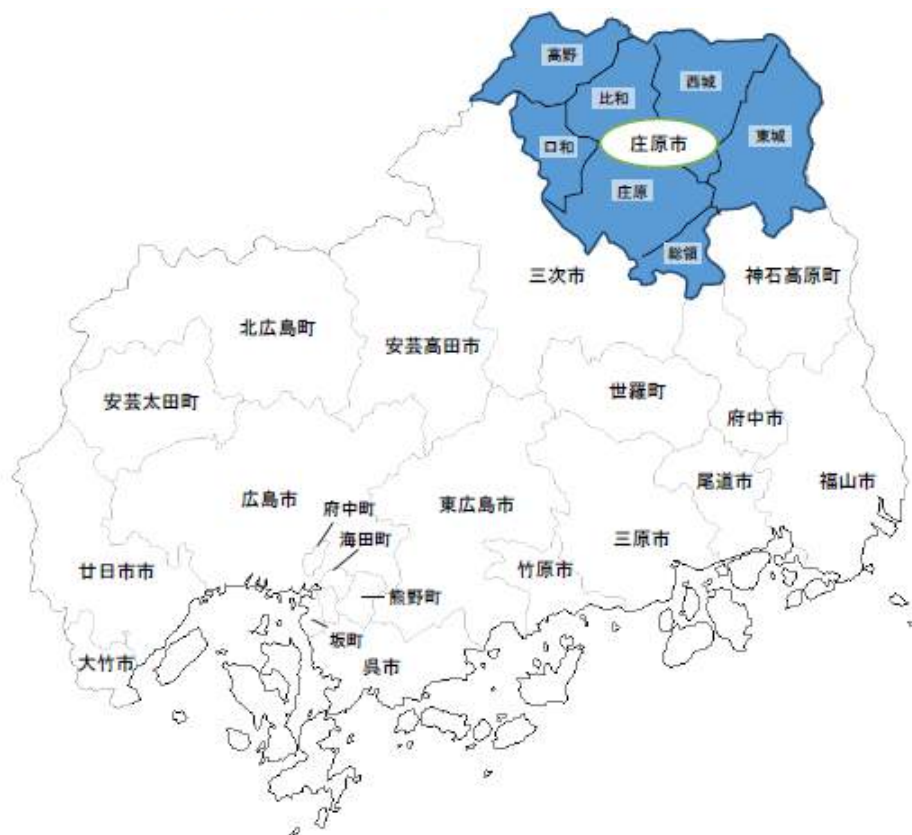 高野
比和
西城
口和
庄原市
東城
庄原
総領
三次市
神石高原町
北広島町
安芸高田市
安芸太田町
世羅町
府中市
広島市
府中町
東広島市
尾道市
福山市
海田町
三原市
廿日市市
竹原市
熊野町
坂町
大竹市
呉市